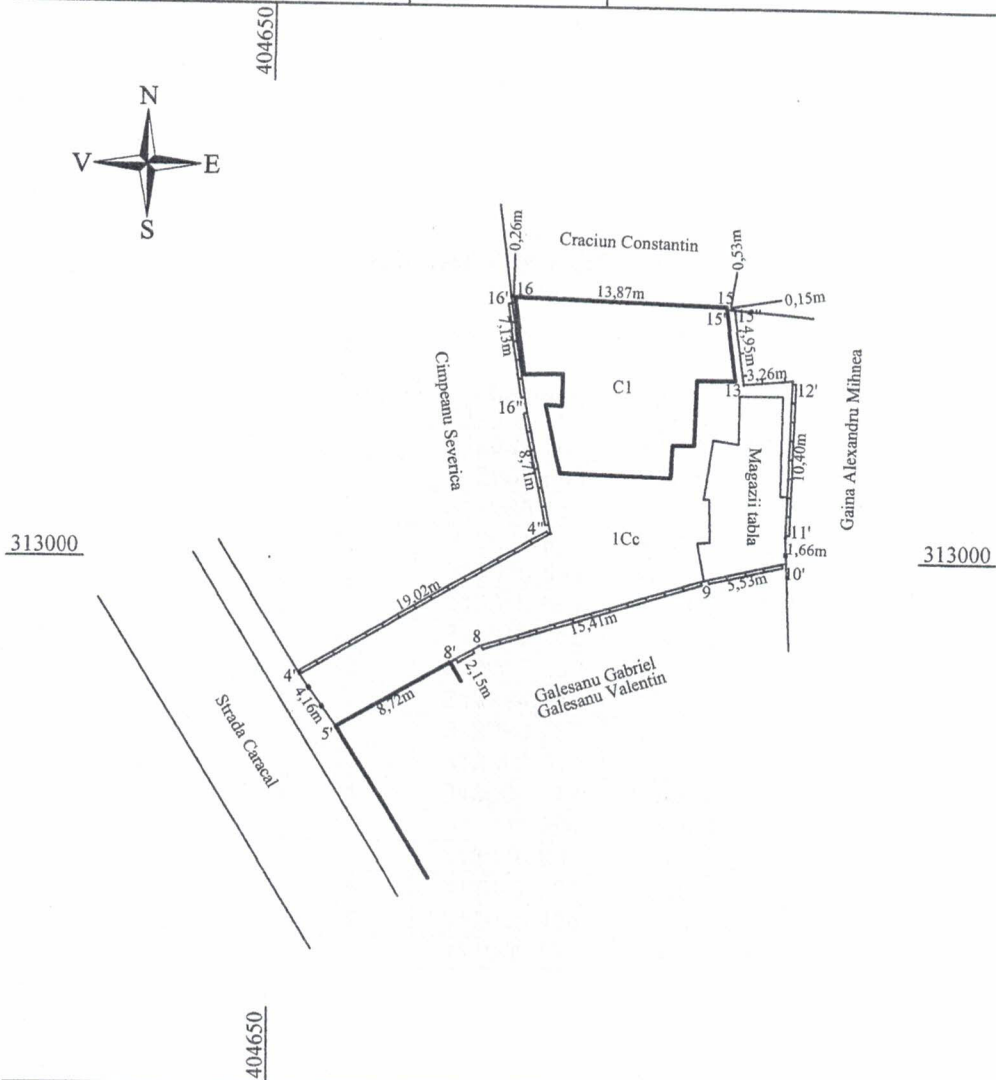 404650
N
V
E
S
0,26m
Craciun Constantin
0,53m
16'
16
13,87m
15
0,15m
15'
15"
7,13m
4,95m
C1
3,26m
13
12'
Cimpeanu Severica
16"
Gaina Alexandru Mihnea
10,40m
Magazii tabla
8,71m
4"
1Cc
11'
313000
313000
1,66m
10'
5,53m
9
19,02m
15,41m
8
8'
2,15m
4'
4,16m
8,72m
5'
Galesanu Gabriel
Galesanu Valentin
Strada Caracal
404650